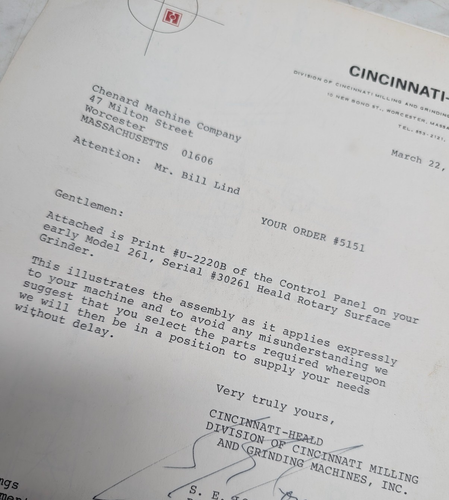 CINCINNATI-
DIVISION OF CINCINNATI MILLING AND GRINDING
10 NEW BOND ST., WORCESTER, MASSA
TEL. 853-2121,
March 22,
Chenard Machine Company
47 Milton Street
Worcester
MASSACHUSETTS 01606
Attention: Mr. Bill Lind
Gentlemen:
YOUR ORDER #5151
Attached is Print #U-2220B of the Control Panel on your
early Model 261, Serial #30261 Heald Rotary Surface
Grinder.
This illustrates the assembly as it applies expressly
to your machine and to avoid any misunderstanding we
suggest that you select the parts required whereupon
we will then be in a position to supply your needs
without delay.
Very truly yours,
CINCINNATI-HEALD
DIVISION OF CINCINNATI MILLING
AND GRINDING MACHINES, INC.
S. E.
ngs